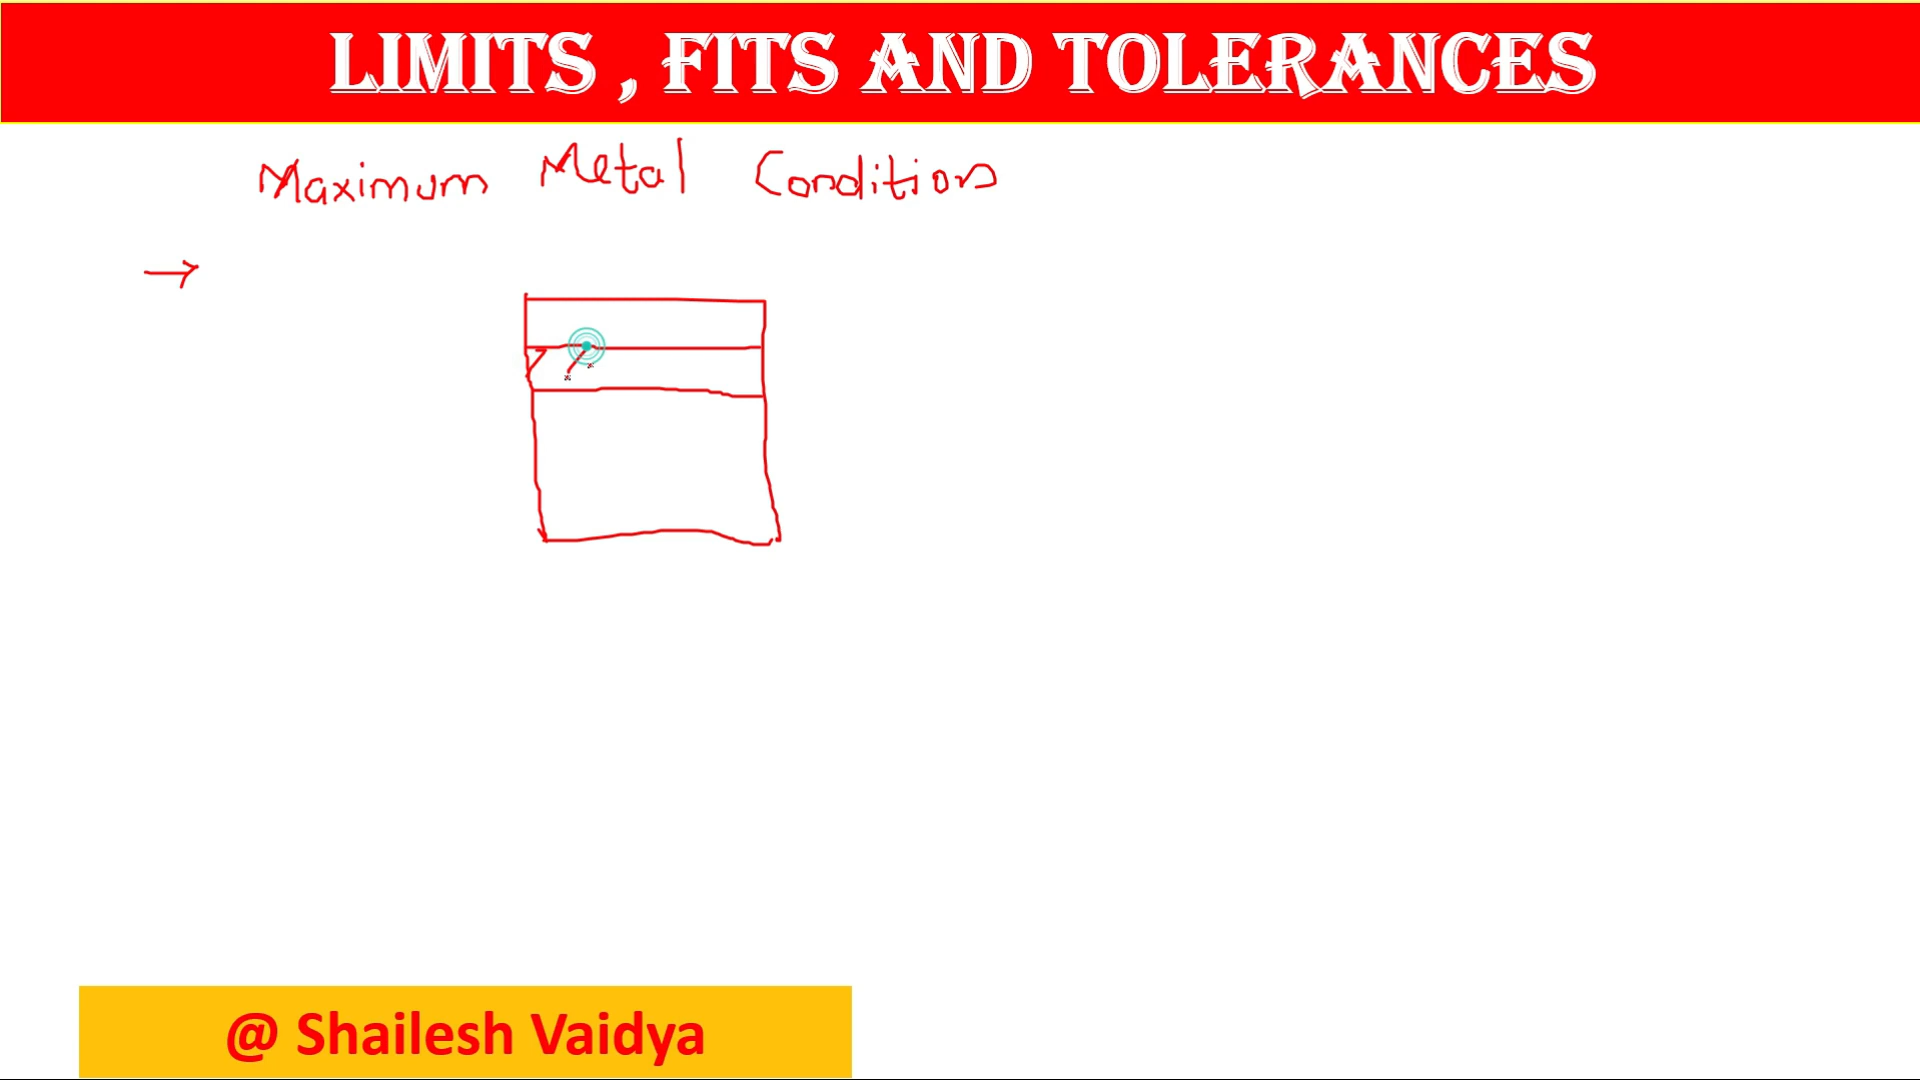 LIMITS , FITS AND TOLERANCES
Maximum Metal Condition
@ Shailesh Vaidya